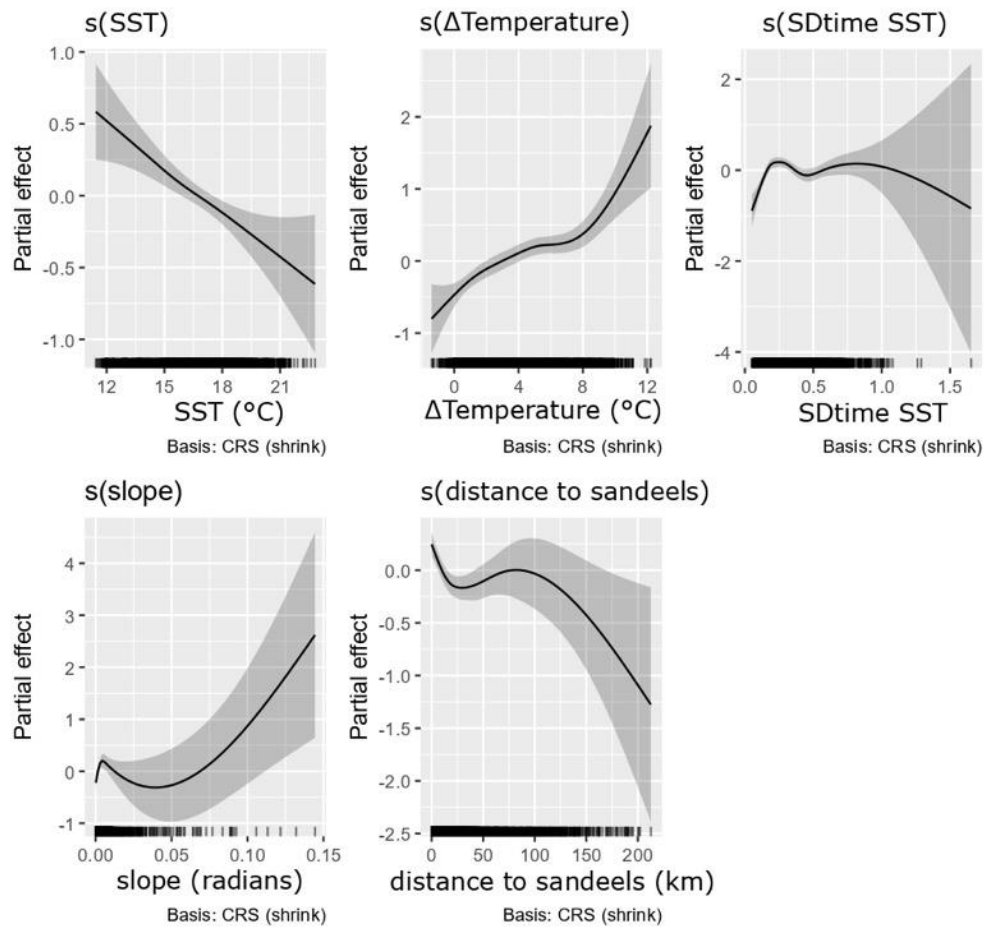 s(SST)
Partial effect
1.0
0.5
0.0
-0.5
-1.0
12 15 18 21
SST (°C)
Basis: CRS (shrink)
s(ΔTemperature)
Partial effect
2
1
0
-1
0 4 8 12
ΔTemperature (°C)
Basis: CRS (shrink)
s(SDtime SST)
Partial effect
2
0
-2
-4
0.0 0.5 1.0 1.5
SDtime SST
Basis: CRS (shrink)
s(slope)
Partial effect
4
3
2
1
0
-1
0.00 0.05 0.10 0.15
slope (radians)
Basis: CRS (shrink)
s(distance to sandeels)
Partial effect
0.0
-0.5
-1.0
-1.5
-2.0
-2.5
0 50 100 150 200
distance to sandeels (km)
Basis: CRS (shrink)